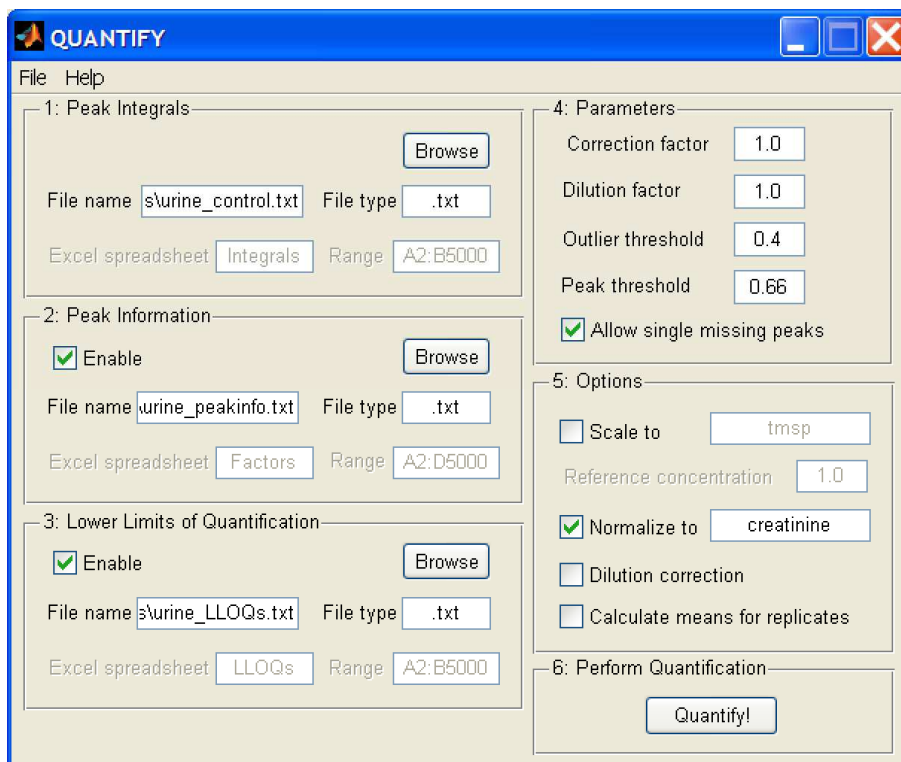 QUANTIFY
File Help
1: Peak Integrals
Browse
File name s\urine_control.txt File type .txt
Excel spreadsheet Integrals Range A2:B5000
2: Peak Information
Enable Browse
File name \urine_peakinfo.txt File type .txt
Excel spreadsheet Factors Range A2:D5000
3: Lower Limits of Quantification
Enable Browse
File name s\urine_LLOQs.txt File type .txt
Excel spreadsheet LLOQs Range A2:B5000
4: Parameters
Correction factor 1.0
Dilution factor 1.0
Outlier threshold 0.4
Peak threshold 0.66
Allow single missing peaks
5: Options
Scale to tmsp
Reference concentration 1.0
Normalize to creatinine
Dilution correction
Calculate means for replicates
6: Perform Quantification
Quantify!